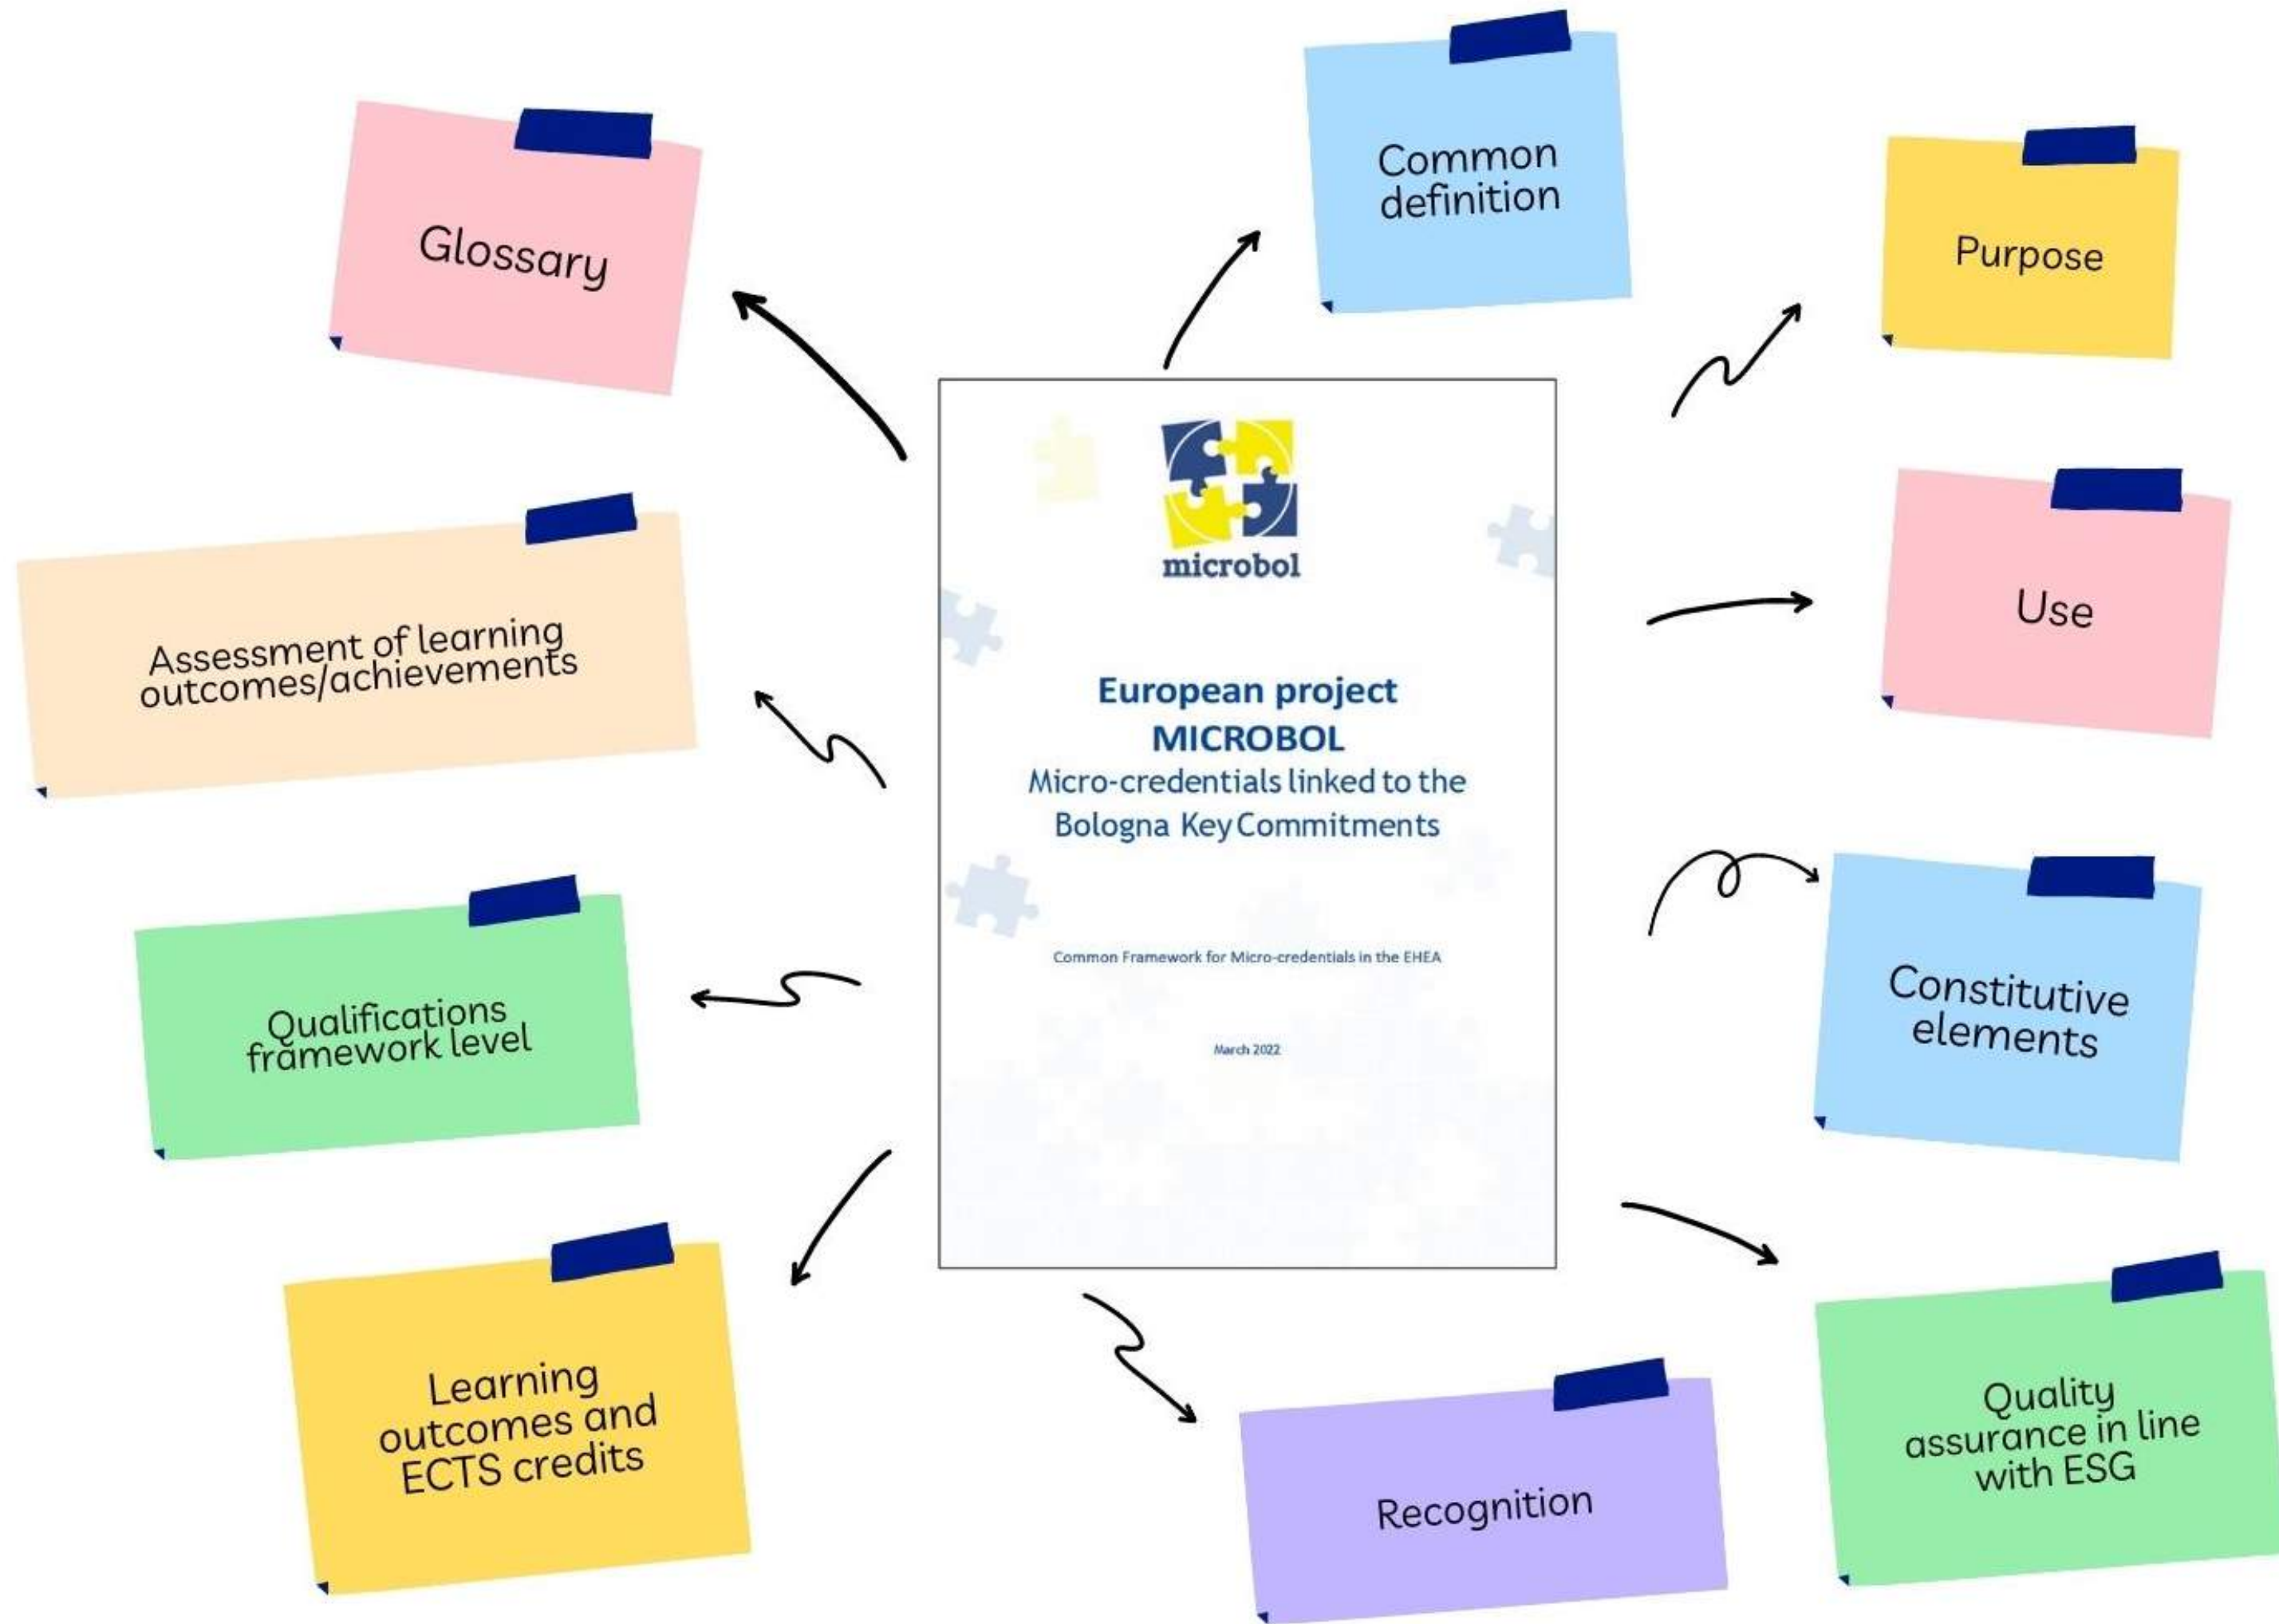 Common
definition
Glossary
Purpose
microbol
Use
Assessment of learning
outcomes/achievements
European project
MICROBOL
Micro-credentials linked to the
Bologna Key Commitments
Common Framework for Micro-credentials in the EHEA
March 2022
Qualifications
framework level
Constitutive
elements
Learning
outcomes and
ECTS credits
Recognition
Quality
assurance in line
with ESG